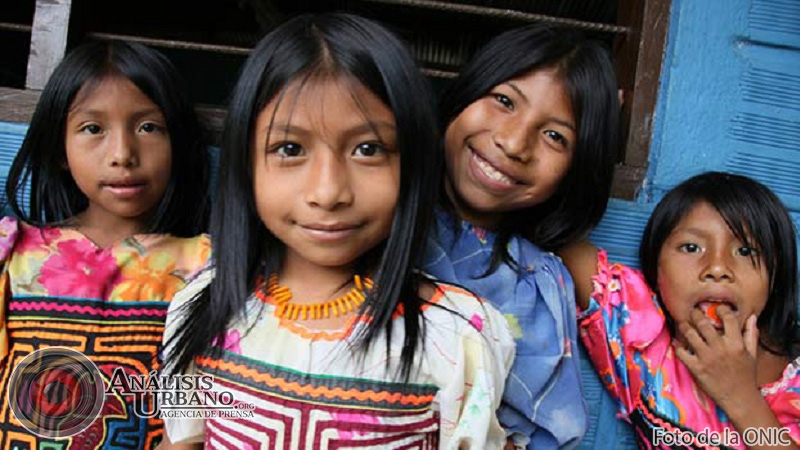 ANÁLISIS
URBANO.ORG
AGENCIA DE PRENSA
Foto de la ONIC